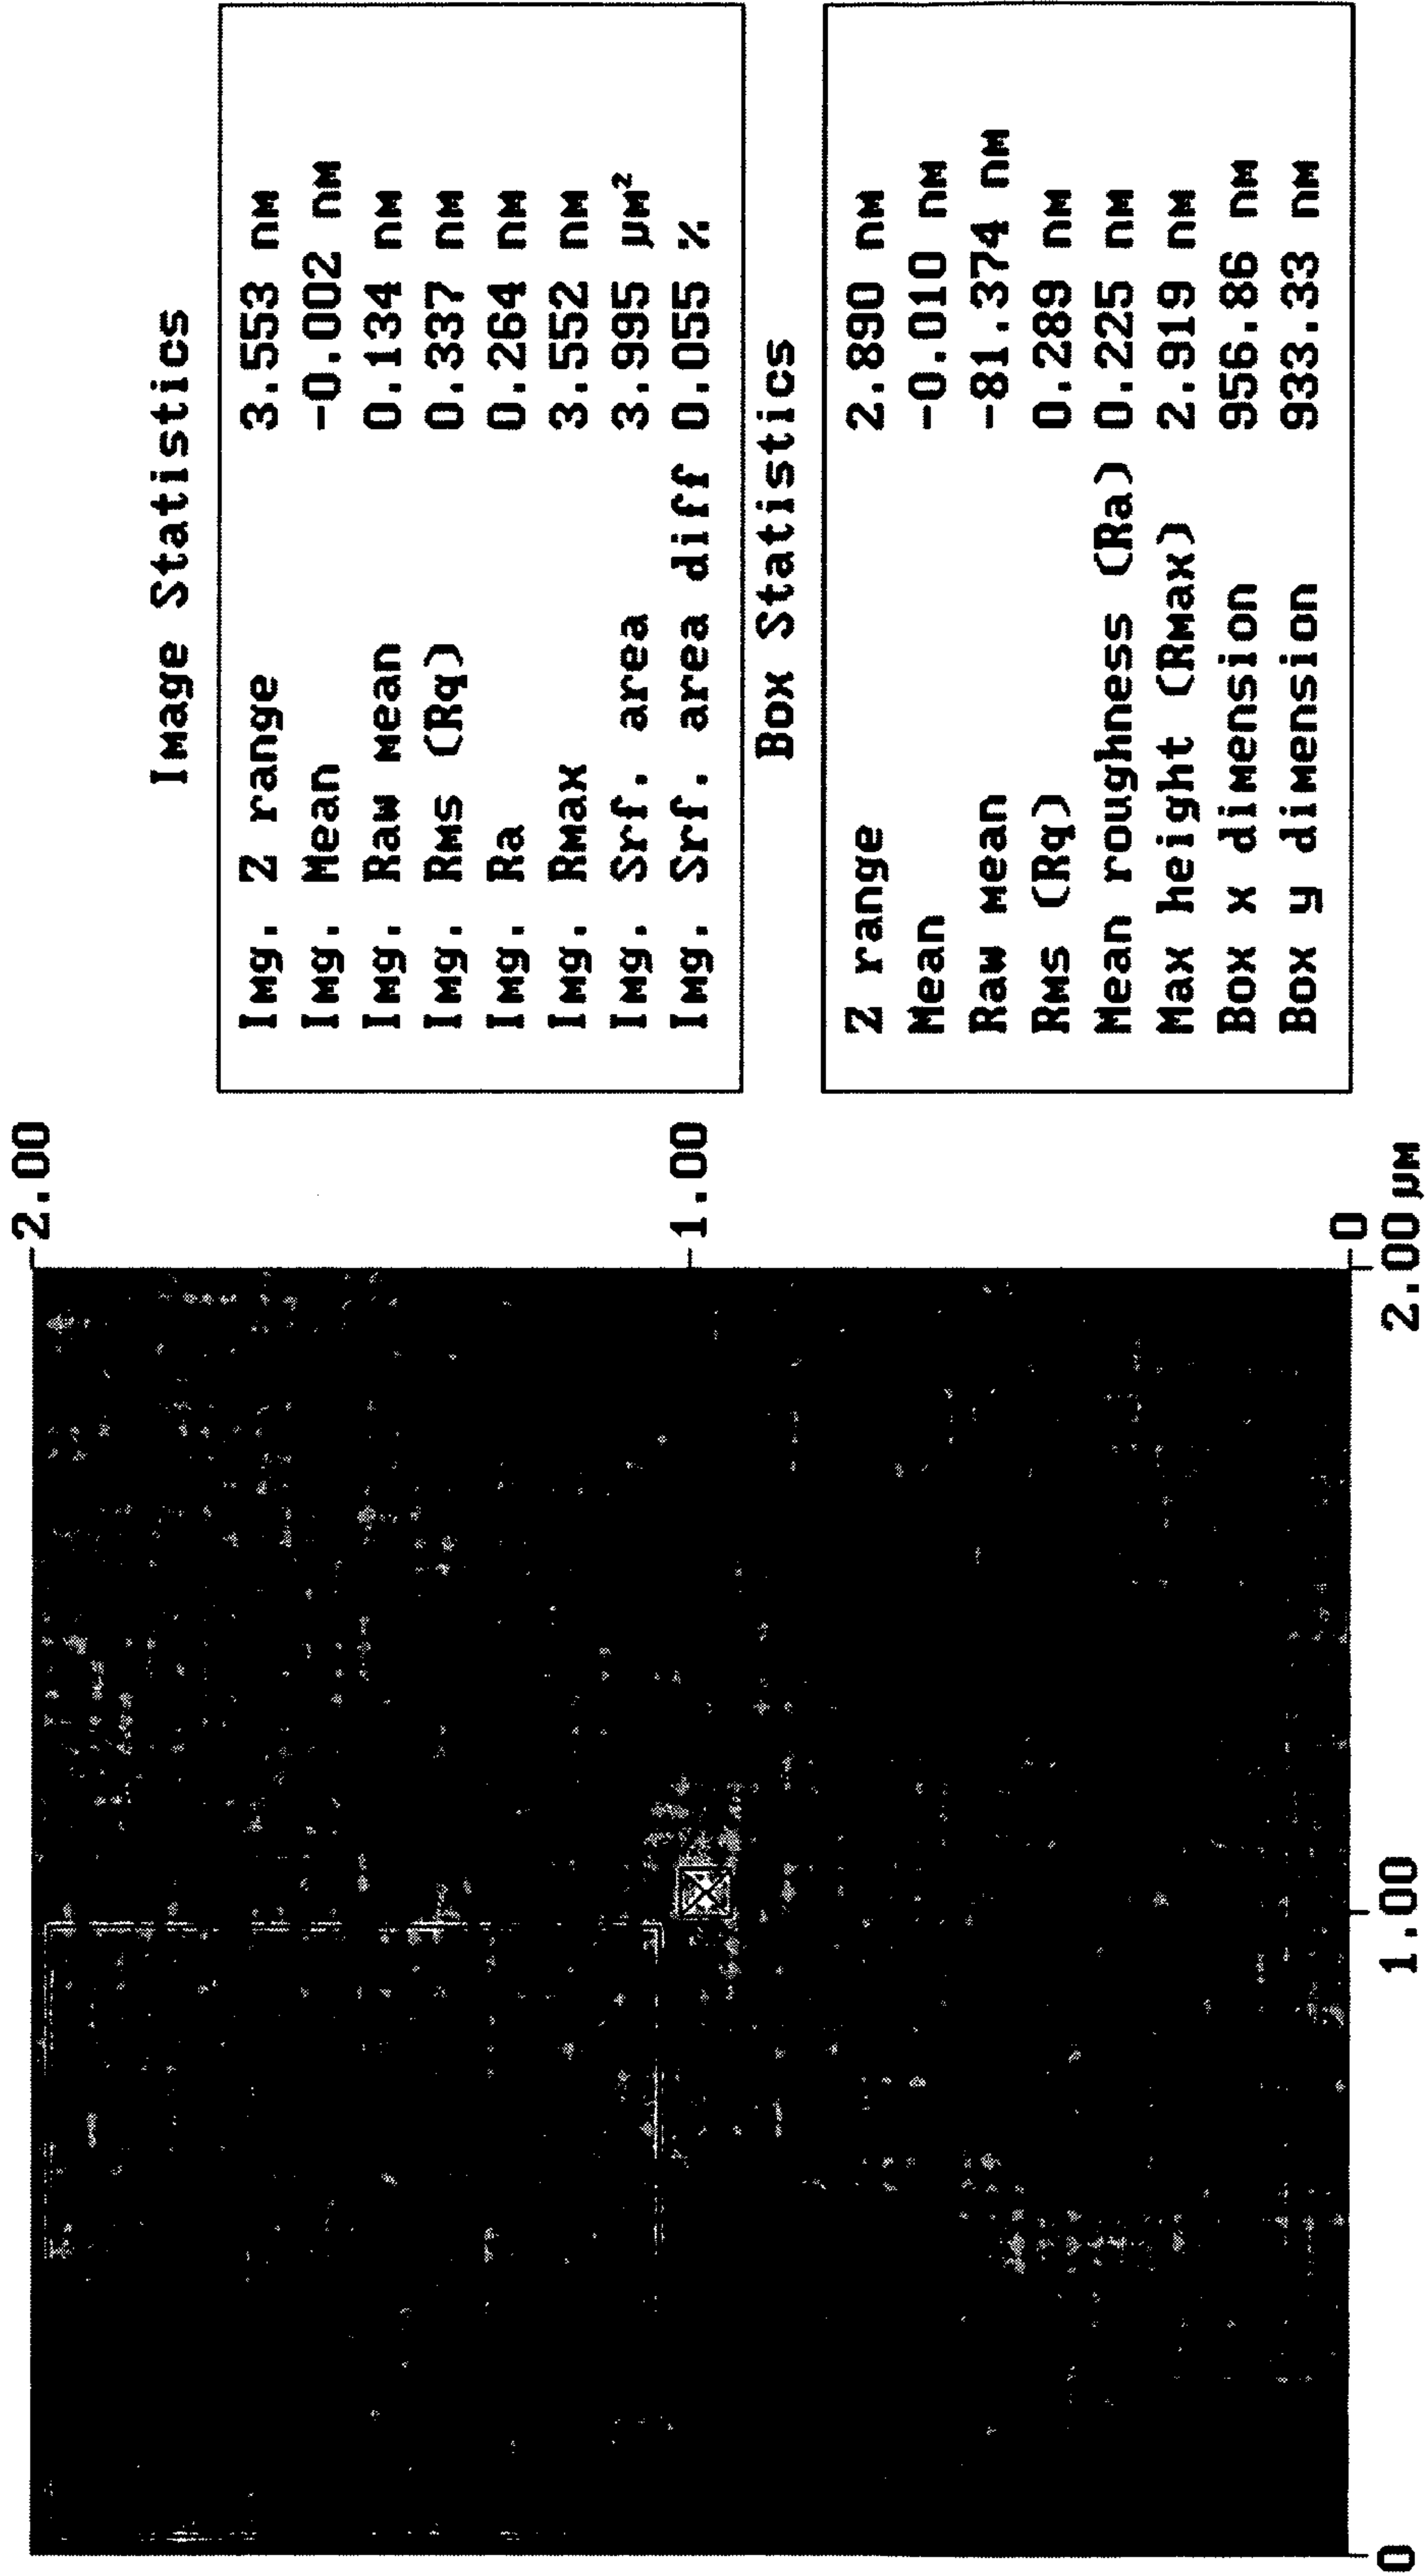 Image Statistics
Img. Z range 3.553 nm
Img. Mean -0.002 nm
Img. Raw mean 0.134 nm
Img. Rms (Rq) 0.337 nm
Img. Ra 0.264 nm
Img. Rmax 3.552 nm
Img. Srf. area 3.995 µm²
Img. Srf. area diff 0.055 %
Box Statistics
Z range 2.890 nm
Mean -0.010 nm
Raw mean -81.374 nm
Rms (Rq) 0.289 nm
Mean roughness (Ra) 0.225 nm
Max height (Rmax) 2.919 nm
Box x dimension 956.86 nm
Box y dimension 933.33 nm
2.00
1.00
0
0
1.00
2.00 µm